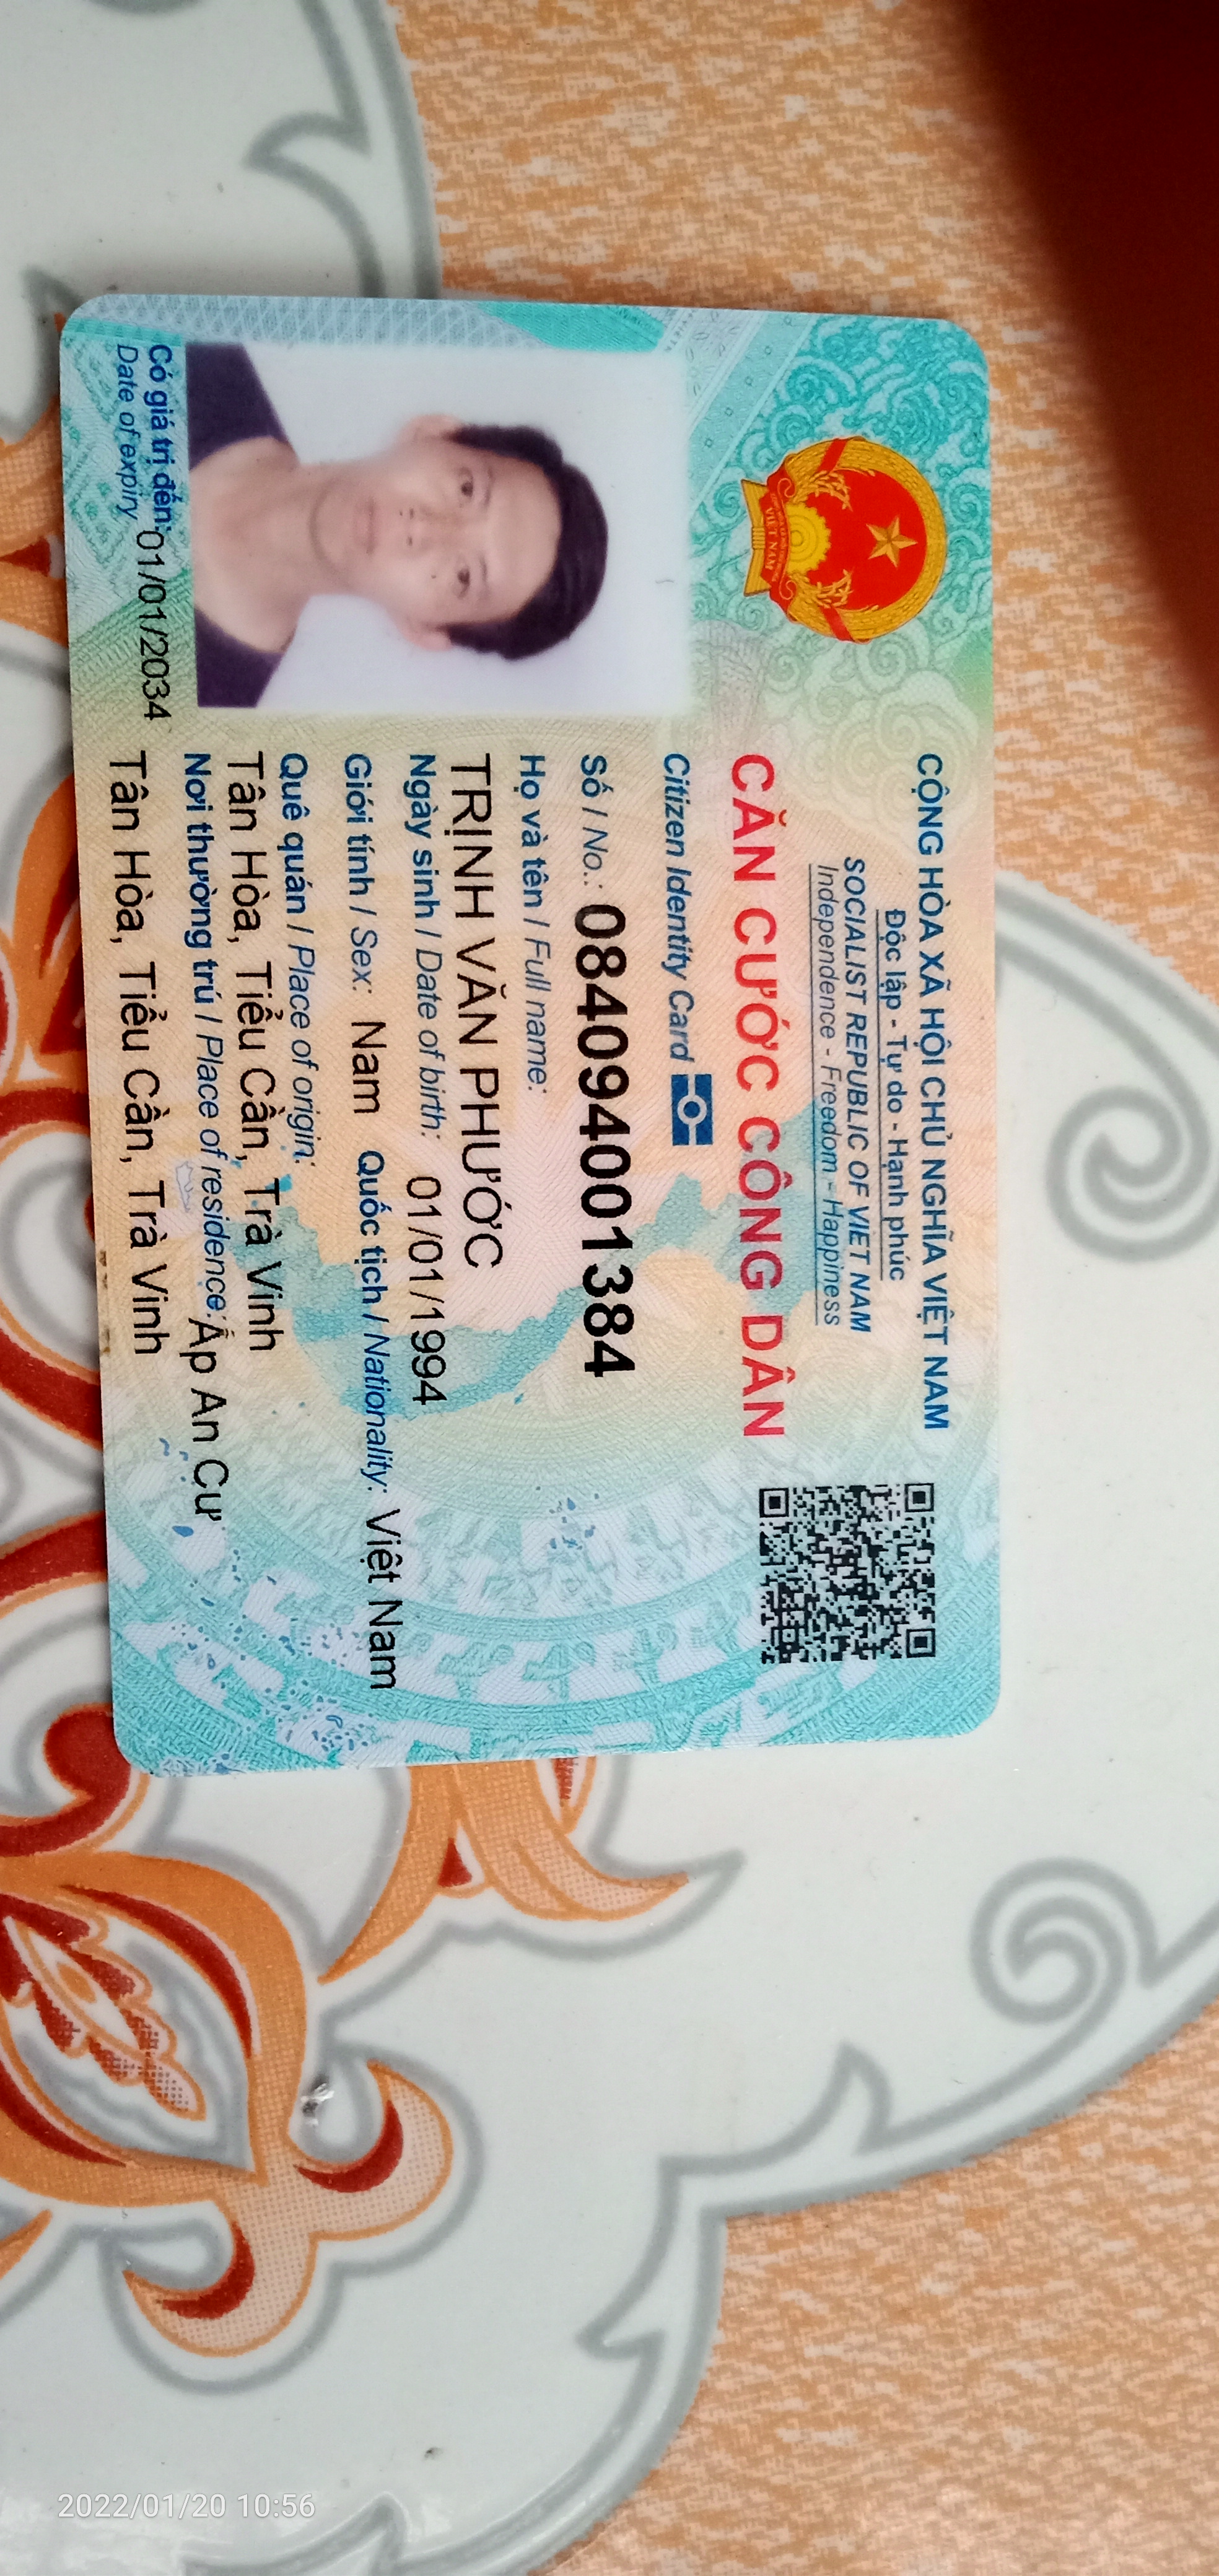 CỘNG HÒA XÃ HỘI CHỦ NGHĨA VIỆT NAM
Độc lập - Tự do - Hạnh phúc
SOCIALIST REPUBLIC OF VIET NAM
Independence - Freedom - Happiness
CĂN CƯỚC CÔNG DÂN
Citizen Identity Card
Số / No.: 084094001384
Họ và tên / Full name:
TRỊNH VĂN PHƯỚC
Ngày sinh / Date of birth: 01/01/1994
Giới tính / Sex: Nam Quốc tịch / Nationality: Việt Nam
Quê quán / Place of origin:
Tân Hòa, Tiểu Cần, Trà Vinh
Nơi thường trú / Place of residence: Ấp An Cư
Tân Hòa, Tiểu Cần, Trà Vinh
Có giá trị đến: 01/01/2034
Date of expiry
VIỆT NAM
2022/01/20 10:56